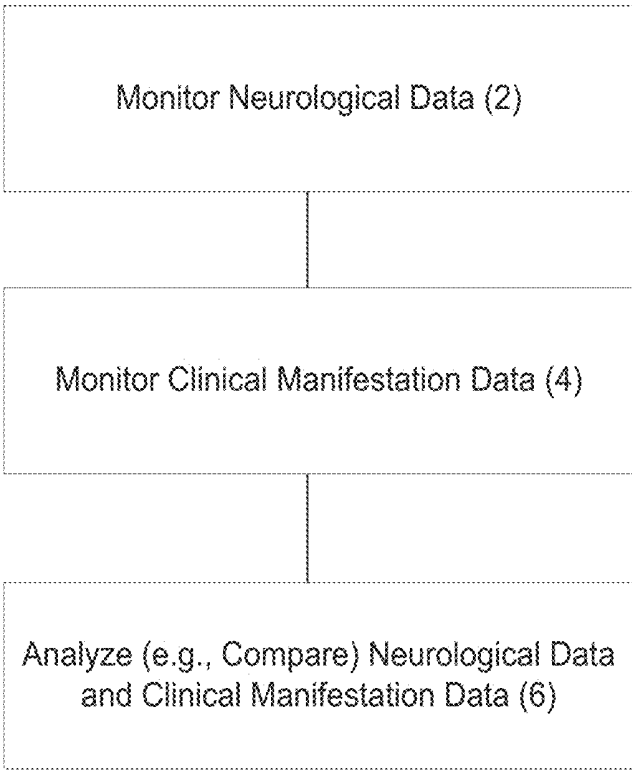 Monitor Neurological Data (2)
Monitor Clinical Manifestation Data (4)
Analyze (e.g., Compare) Neurological Data
and Clinical Manifestation Data (6)